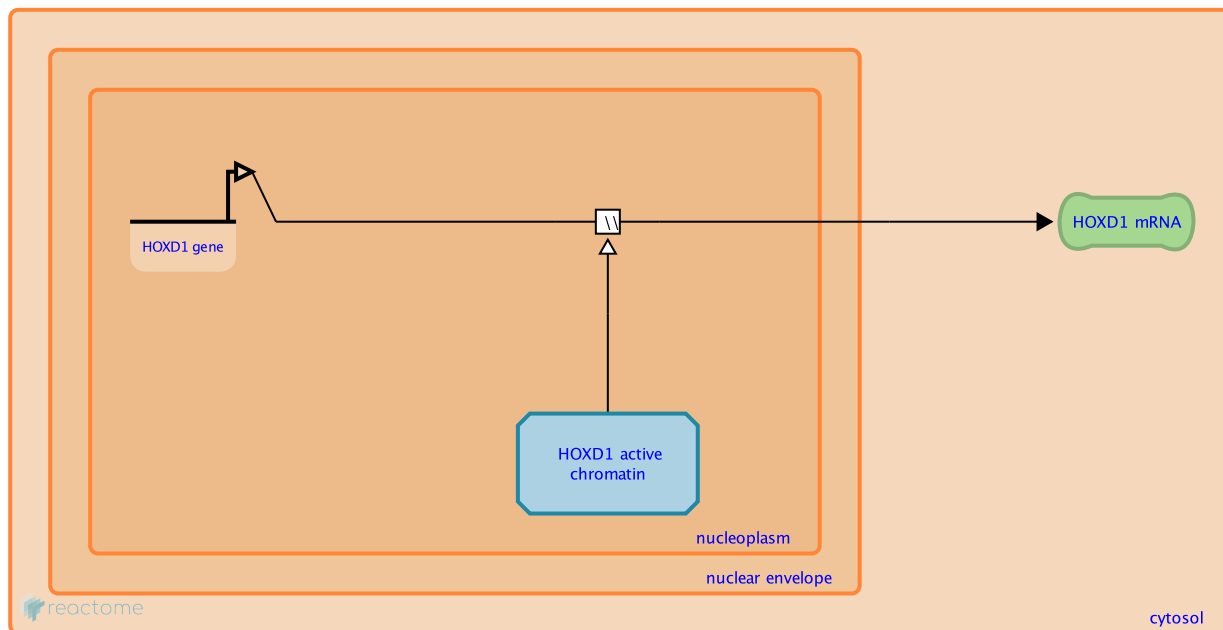 HOXD1 gene
\\
HOXD1 mRNA
HOXD1 active
chromatin
nucleoplasm
nuclear envelope
reactome
cytosol